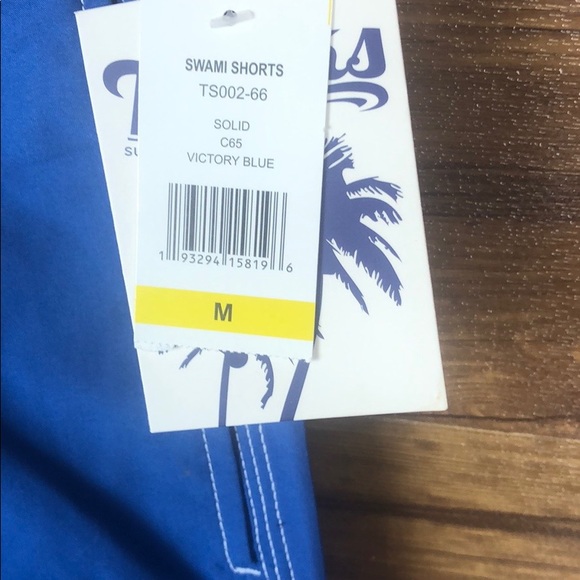 SWAMI SHORTS
TS002-66
SOLID
C65
VICTORY BLUE
1 93294 15819 6
M